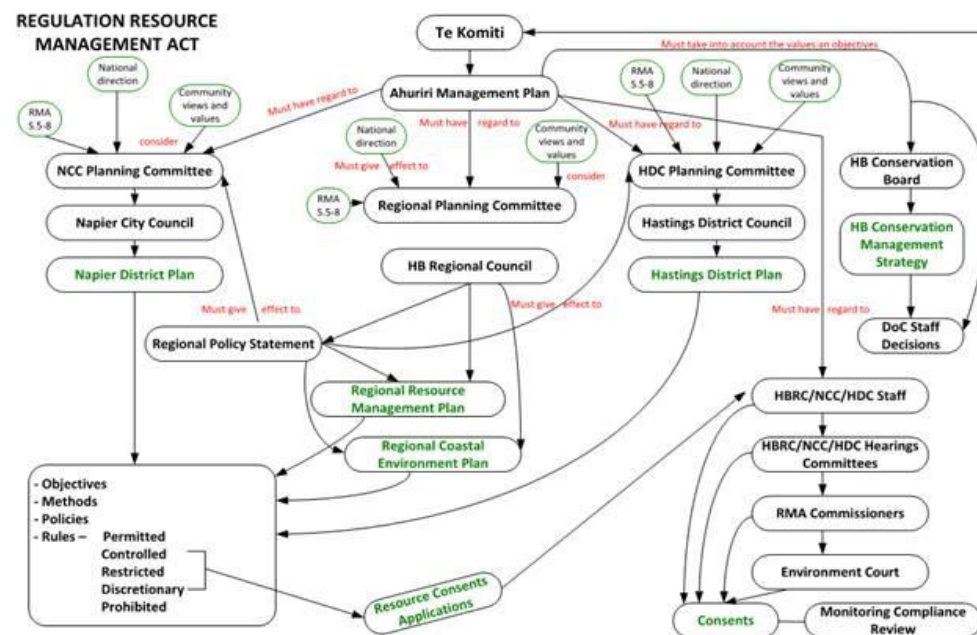 REGULATION RESOURCE
MANAGEMENT ACT
Te Komiti
Must take into account the values an objectives
National
direction
RMA
S.5-8
Community
views and
values
consider
Must have regard to
Ahuriri Management Plan
Must have regard to
National
direction
Must give effect to
Community
views and
values
consider
RMA
S.5-8
RMA
S.5-8
National
direction
Community
views and
values
Must have regard to
NCC Planning Committee
Regional Planning Committee
HDC Planning Committee
HB Conservation
Board
Napier City Council
Hastings District Council
HB Conservation
Management
Strategy
Napier District Plan
HB Regional Council
Hastings District Plan
Must give effect to
Must give effect to
Must have regard to
DoC Staff
Decisions
Regional Policy Statement
Regional Resource
Management Plan
HBRC/NCC/HDC Staff
Regional Coastal
Environment Plan
HBRC/NCC/HDC Hearings
Committees
- Objectives
- Methods
- Policies
- Rules – Permitted
Controlled
Restricted
Discretionary
Prohibited
RMA Commissioners
Environment Court
Resource Consents
Applications
Consents
Monitoring Compliance
Review